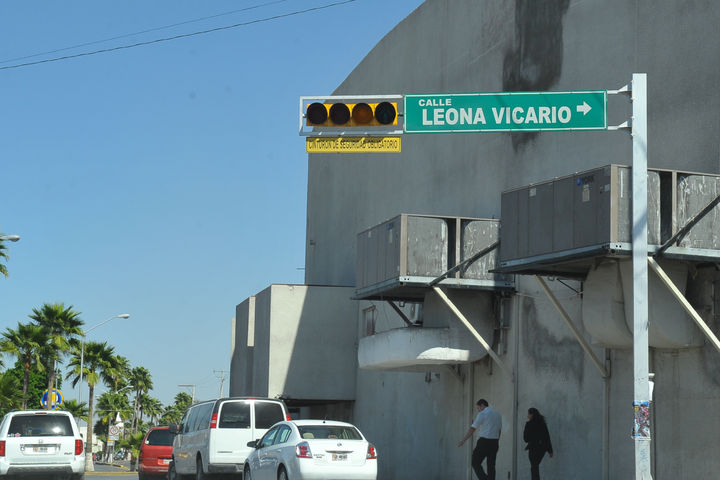 CALLE
LEONA VICARIO
CINTURON DE SEGURIDAD OBLIGATORIO